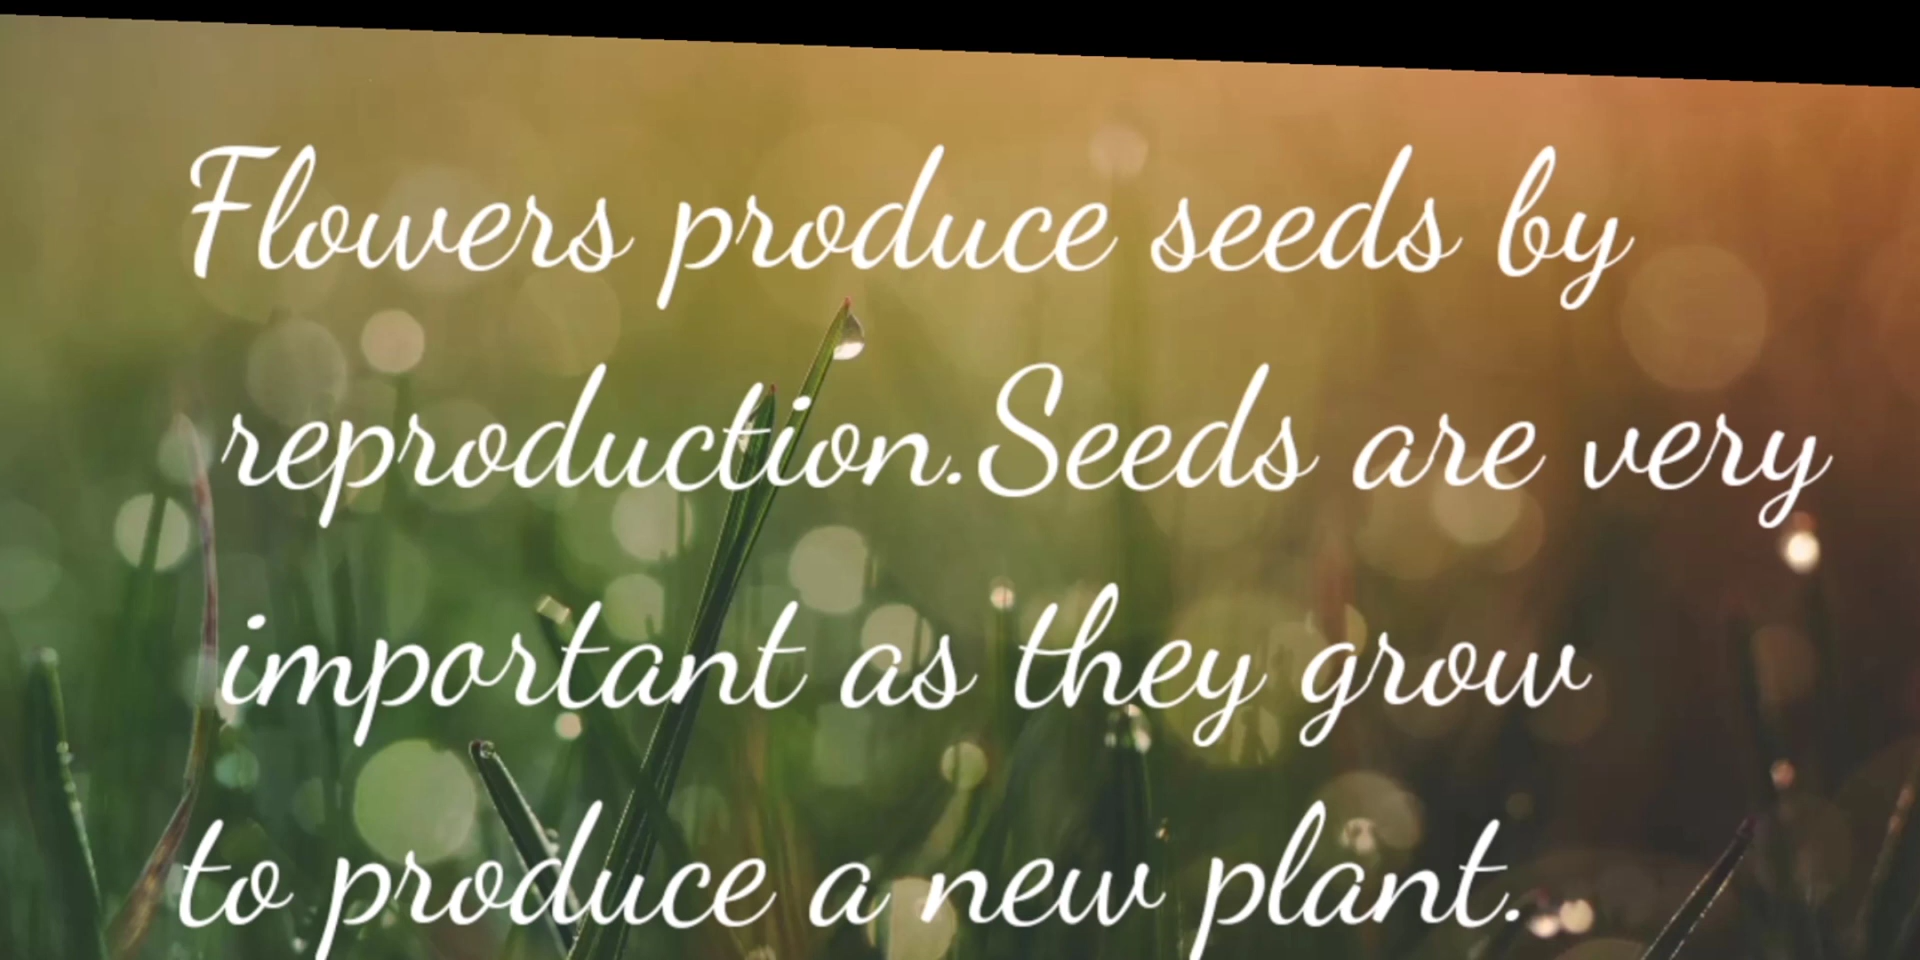 Flowers produce seeds by
reproduction.Seeds are very
important as they grow
to produce a new plant.